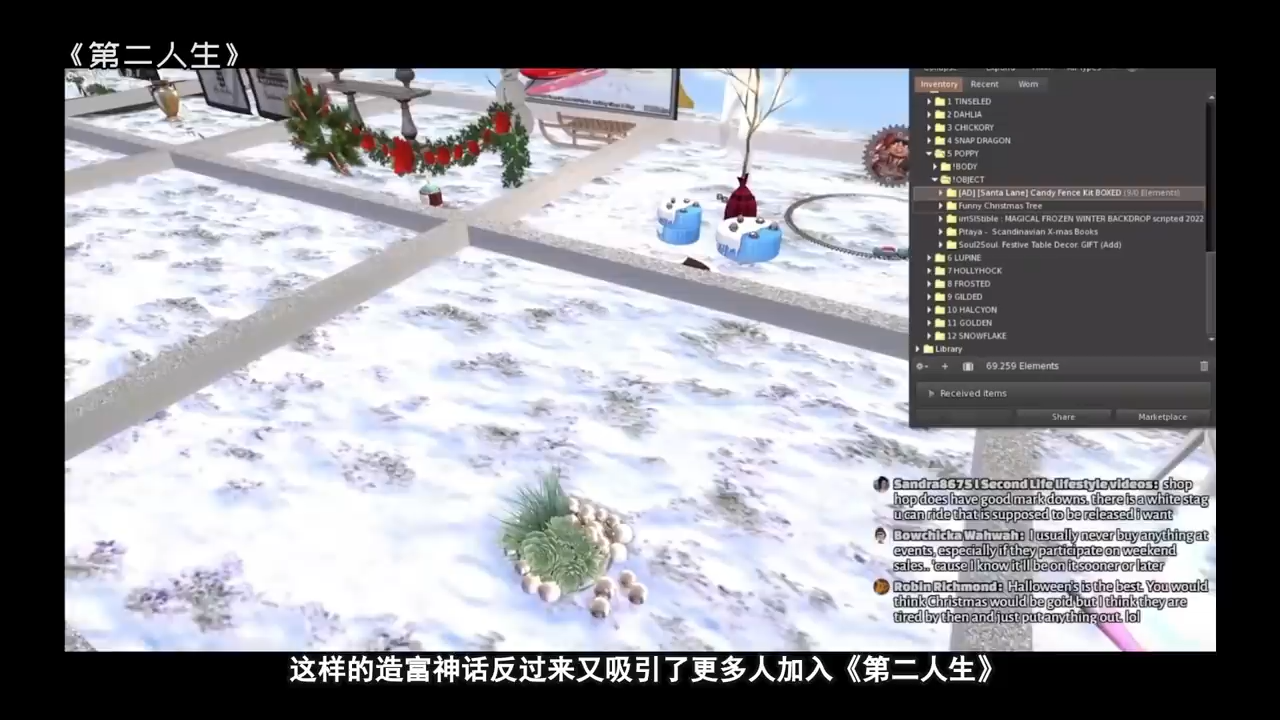 《第二人生》
Inventory Recent Worn
1 TINSELED
2 DAHLIA
3 CHICKORY
4 SNAP DRAGON
5 POPPY
!BODY
!OBJECT
[AD] [Santa Lane] Candy Fence Kit BOXED (9/0 Elements)
Funny Christmas Tree
irrISIStible : MAGICAL FROZEN WINTER BACKDROP scripted 2022
Pitaya - Scandinavian X-mas Books
Soul2Soul. Festive Table Decor. GIFT (Add)
6 LUPINE
7 HOLLYHOCK
8 FROSTED
9 GILDED
10 HALCYON
11 GOLDEN
12 SNOWFLAKE
Library
69.259 Elements
Received items
Share Marketplace
Sandra8675 l Second Life lifestyle videos: shop
hop does have good mark downs. there is a white stag
u can ride that is supposed to be released i want
Bowchicka Wahwah: I usually never buy anything at
events, especially if they participate on weekend
sales.. 'cause I know it'll be on it sooner or later
Robin Richmond: Halloween's is the best. You would
think Christmas would be gold but I think they are
tired by then and just put anything out. lol
这样的造富神话反过来又吸引了更多人加入《第二人生》